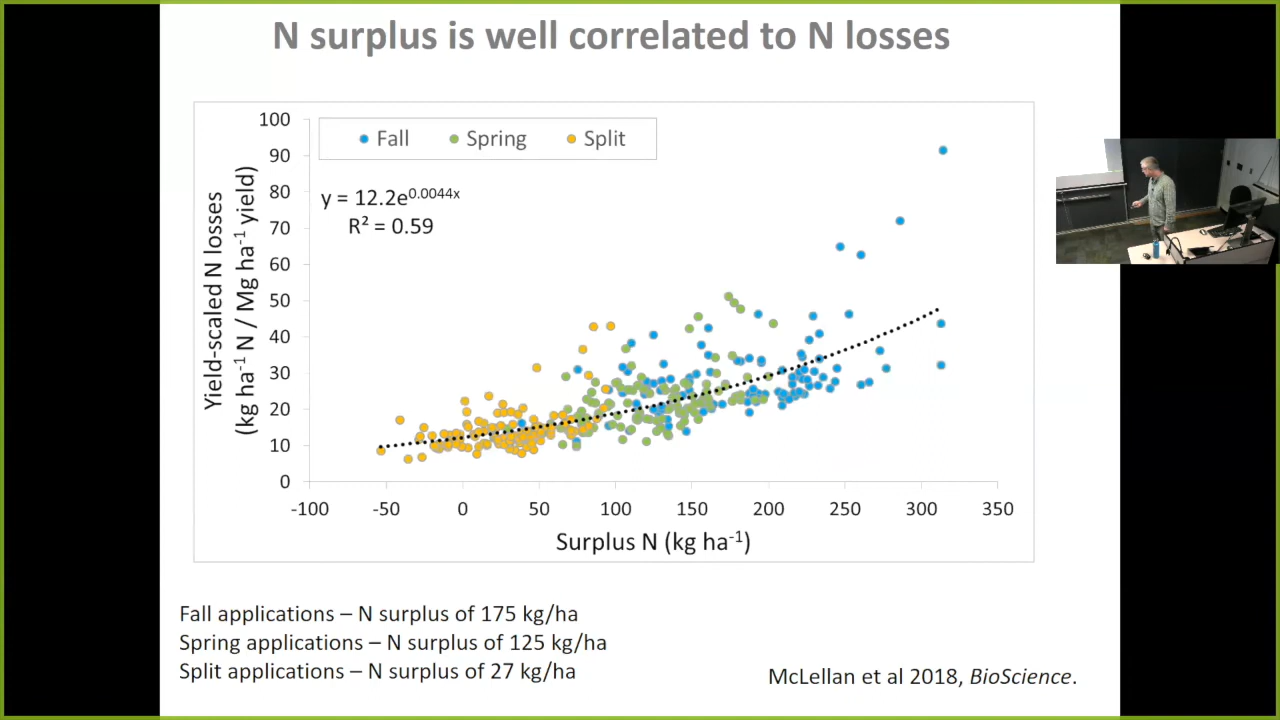 N surplus is well correlated to N losses
Fall Spring Split
y = 12.2e^0.0044x
R² = 0.59
Yield-scaled N losses
(kg ha⁻¹ N / Mg ha⁻¹ yield)
100
90
80
70
60
50
40
30
20
10
0
-100 -50 0 50 100 150 200 250 300 350
Surplus N (kg ha⁻¹)
Fall applications – N surplus of 175 kg/ha
Spring applications – N surplus of 125 kg/ha
Split applications – N surplus of 27 kg/ha
McLellan et al 2018, BioScience.